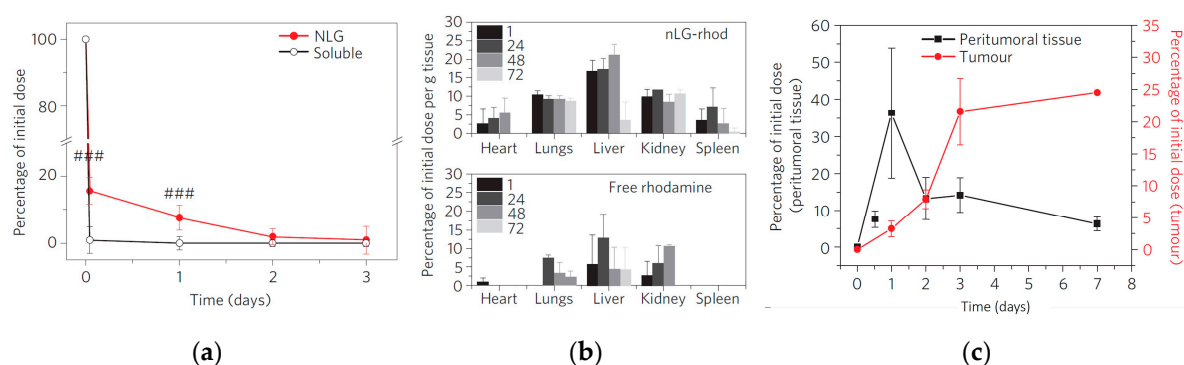 100
80
20
0
Percentage of initial dose
NLG
Soluble
###
###
0 1 2 3
Time (days)
(a)
Percentage of initial dose per g tissue
30
25
20
15
10
5
0
1
24
48
72
nLG-rhod
Heart Lungs Liver Kidney Spleen
30
25
20
15
10
5
0
1
24
48
72
Free rhodamine
Heart Lungs Liver Kidney Spleen
(b)
Percentage of initial dose
(peritumoral tissue)
60
50
40
30
20
10
0
Peritumoral tissue
Tumour
35
30
25
20
15
10
5
0
Percentage of initial dose (tumour)
0 1 2 3 4 5 6 7 8
Time (days)
(c)